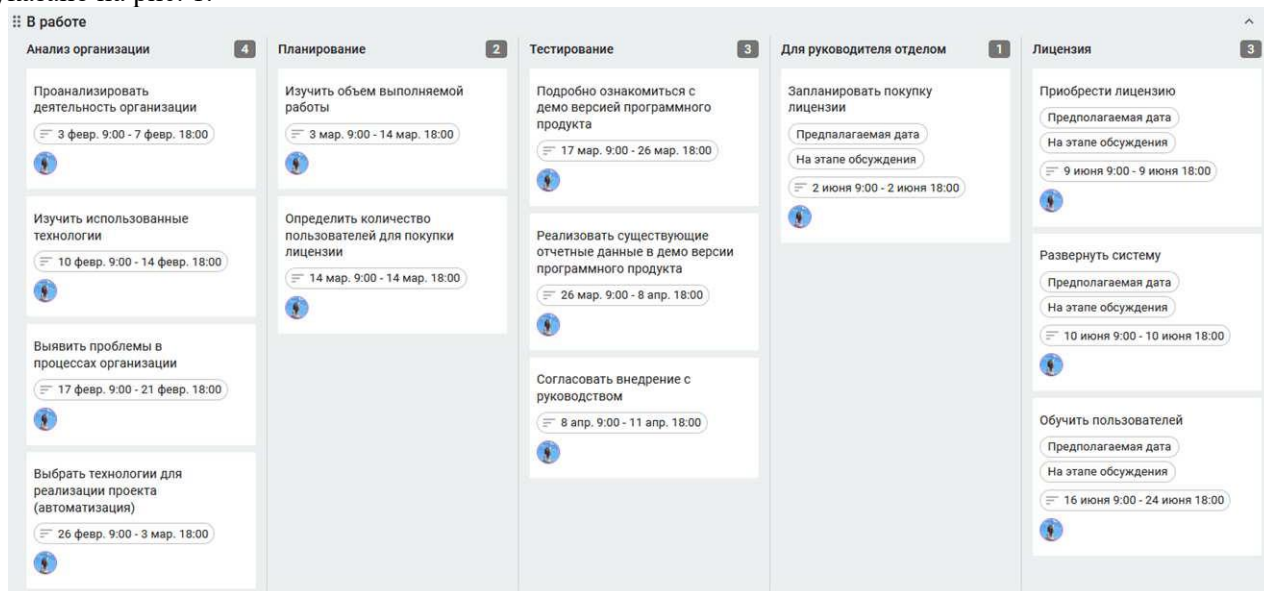 В работе
Анализ организации 4
Проанализировать
деятельность организации
3 февр. 9:00 - 7 февр. 18:00
Изучить использованные
технологии
10 февр. 9:00 - 14 февр. 18:00
Выявить проблемы в
процессах организации
17 февр. 9:00 - 21 февр. 18:00
Выбрать технологии для
реализации проекта
(автоматизация)
26 февр. 9:00 - 3 мар. 18:00
Планирование 2
Изучить объем выполняемой
работы
3 мар. 9:00 - 14 мар. 18:00
Определить количество
пользователей для покупки
лицензии
14 мар. 9:00 - 14 мар. 18:00
Тестирование 3
Подробно ознакомиться с
демо версией программного
продукта
17 мар. 9:00 - 26 мар. 18:00
Реализовать существующие
отчетные данные в демо версии
программного продукта
26 мар. 9:00 - 8 апр. 18:00
Согласовать внедрение с
руководством
8 апр. 9:00 - 11 апр. 18:00
Для руководителя отделом 1
Запланировать покупку
лицензии
Предпалагаемая дата
На этапе обсуждения
2 июня 9:00 - 2 июня 18:00
Лицензия 3
Приобрести лицензию
Предполагаемая дата
На этапе обсуждения
9 июня 9:00 - 9 июня 18:00
Развернуть систему
Предполагаемая дата
На этапе обсуждения
10 июня 9:00 - 10 июня 18:00
Обучить пользователей
Предполагаемая дата
На этапе обсуждения
16 июня 9:00 - 24 июня 18:00